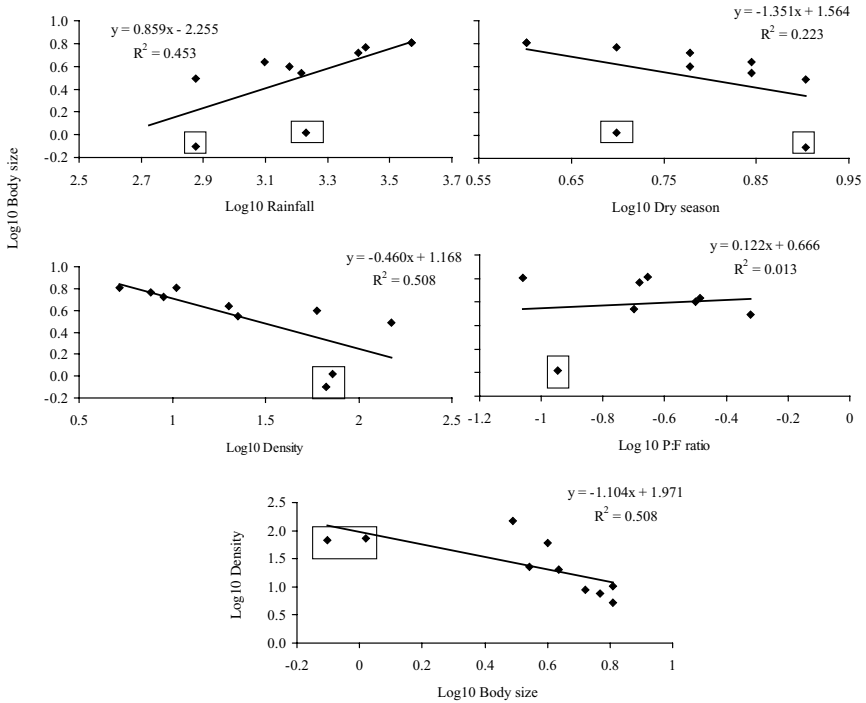 y = 0.859x - 2.255
R2 = 0.453
1.0
0.8
0.6
0.4
0.2
0.0
-0.2
2.5 2.7 2.9 3.1 3.3 3.5 3.7
Log10 Rainfall
y = -1.351x + 1.564
R2 = 0.223
0.55 0.65 0.75 0.85 0.95
Log10 Dry season
Log10 Body size
y = -0.460x + 1.168
R2 = 0.508
1.0
0.8
0.6
0.4
0.2
0.0
-0.2
0.5 1 1.5 2 2.5
Log10 Density
y = 0.122x + 0.666
R2 = 0.013
-1.2 -1 -0.8 -0.6 -0.4 -0.2 0
Log 10 P:F ratio
y = -1.104x + 1.971
R2 = 0.508
2.5
2.0
1.5
1.0
0.5
0.0
Log10 Density
-0.2 0 0.2 0.4 0.6 0.8 1
Log10 Body size